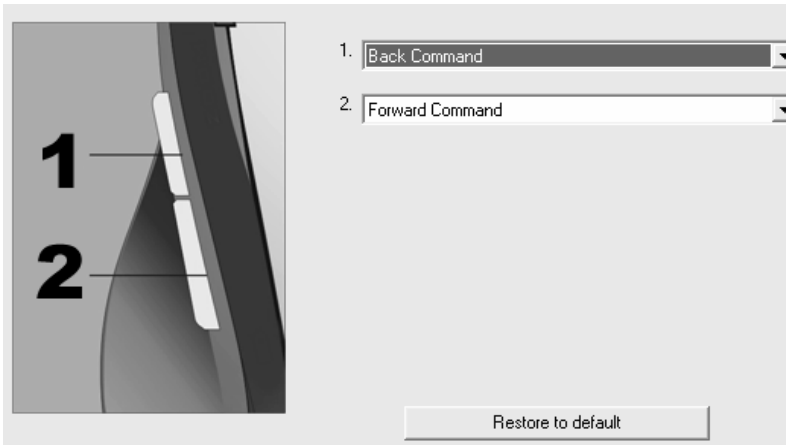 1
2
1. Back Command
2. Forward Command
Restore to default